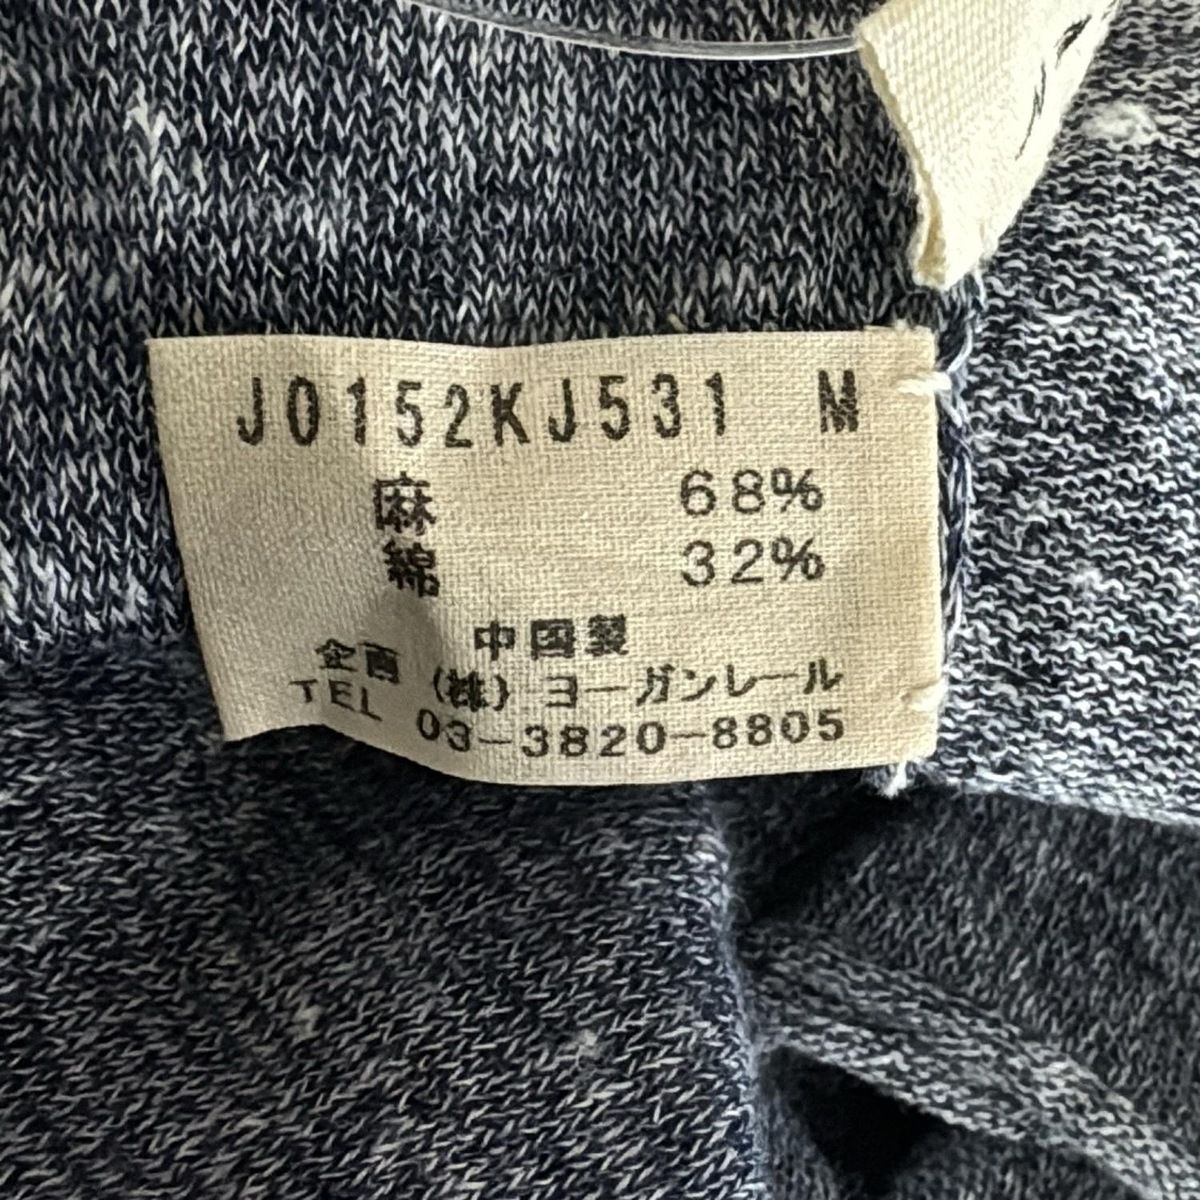 J0152KJ531 M
麻 68%
綿 32%
中国製
企画 (株) ヨーガンレール
TEL 03-3820-8805